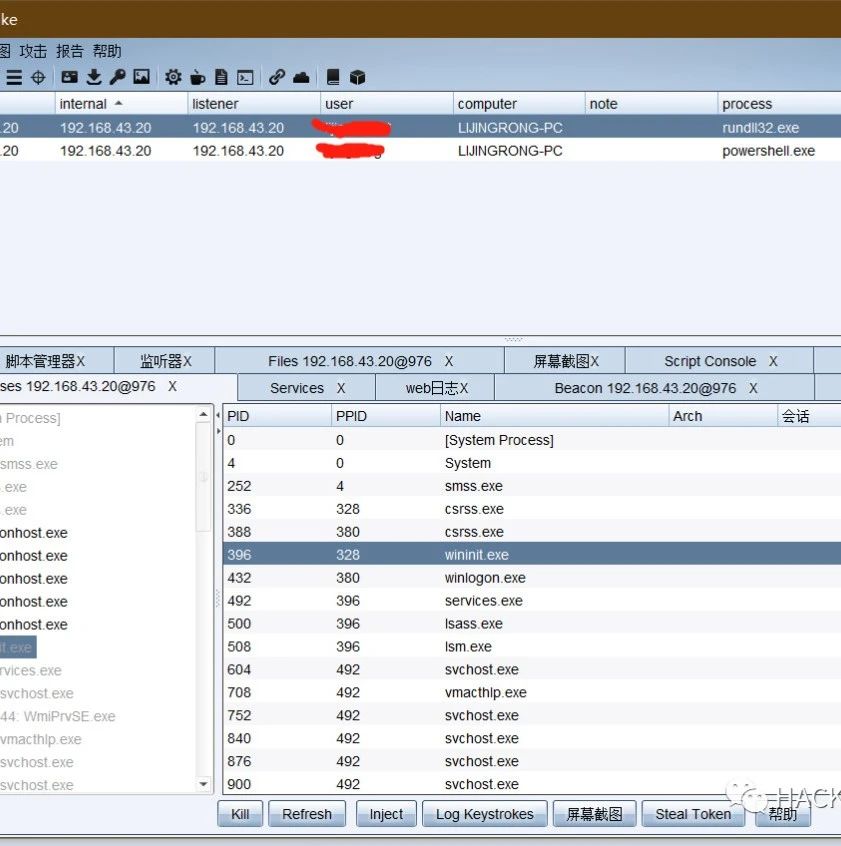 ke
图 攻击 报告 帮助
internal listener user computer note process
.20 192.168.43.20 192.168.43.20 LIJINGRONG-PC rundll32.exe
.20 192.168.43.20 192.168.43.20 LIJINGRONG-PC powershell.exe
脚本管理器X 监听器X Files 192.168.43.20@976 X 屏幕截图X Script Console X
ses 192.168.43.20@976 X Services X web日志X Beacon 192.168.43.20@976 X
n Process]
em
smss.exe
.exe
.exe
onhost.exe
onhost.exe
onhost.exe
onhost.exe
onhost.exe
it.exe
rvices.exe
svchost.exe
44: WmiPrvSE.exe
vmacthlp.exe
svchost.exe
svchost.exe
PID PPID Name Arch 会话
0 0 [System Process]
4 0 System
252 4 smss.exe
336 328 csrss.exe
388 380 csrss.exe
396 328 wininit.exe
432 380 winlogon.exe
492 396 services.exe
500 396 lsass.exe
508 396 lsm.exe
604 492 svchost.exe
708 492 vmacthlp.exe
752 492 svchost.exe
840 492 svchost.exe
876 492 svchost.exe
900 492 svchost.exe
Kill Refresh Inject Log Keystrokes 屏幕截图 Steal Token 帮助
HACK